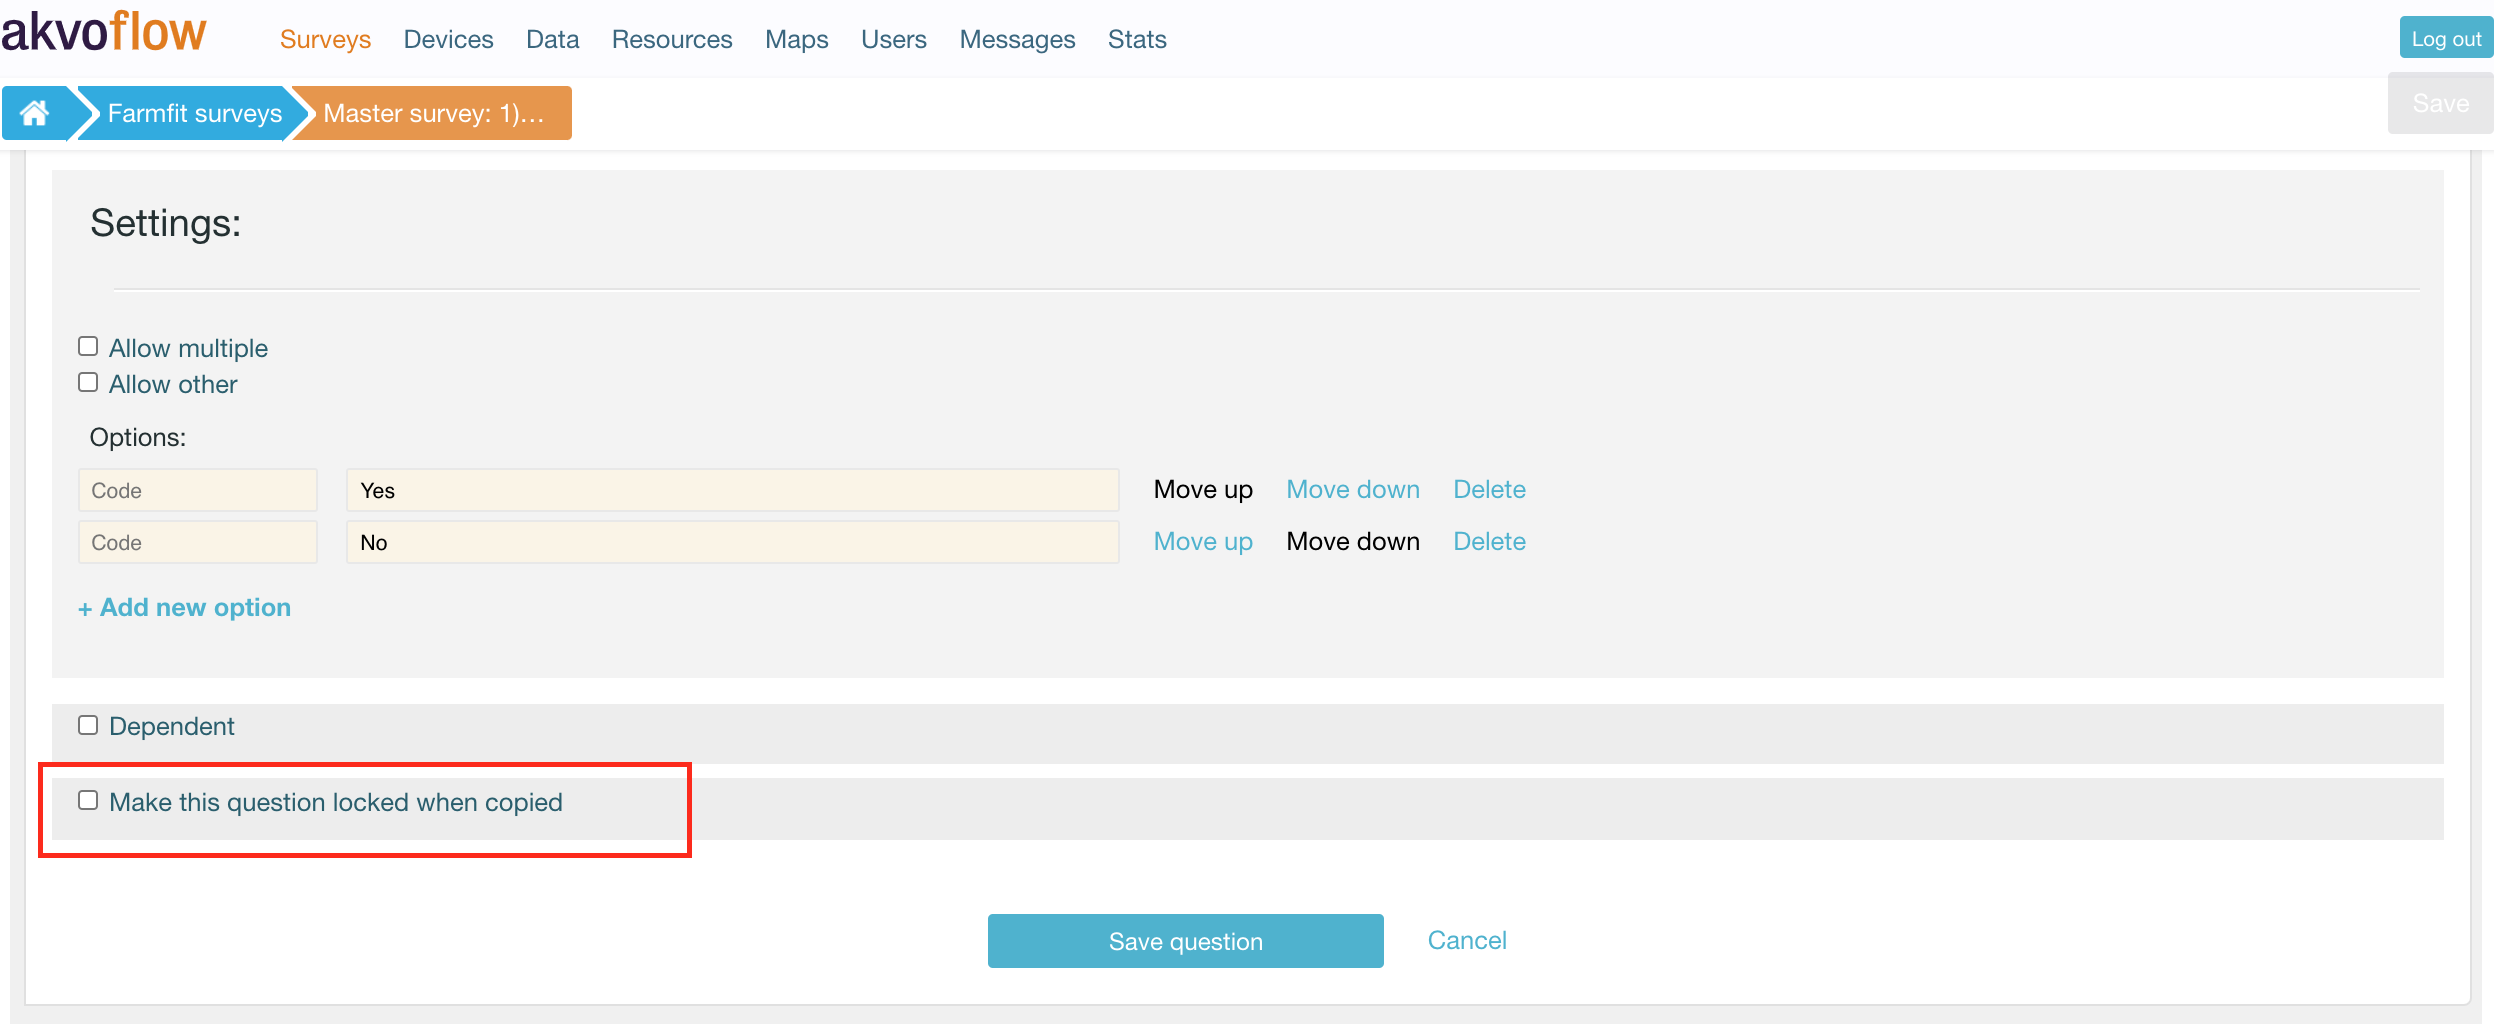 akvoflow Surveys Devices Data Resources Maps Users Messages Stats Log out
Farmfit surveys Master survey: 1)... Save
Settings:
Allow multiple
Allow other
Options:
Code Yes Move up Move down Delete
Code No Move up Move down Delete
+ Add new option
Dependent
Make this question locked when copied
Save question Cancel